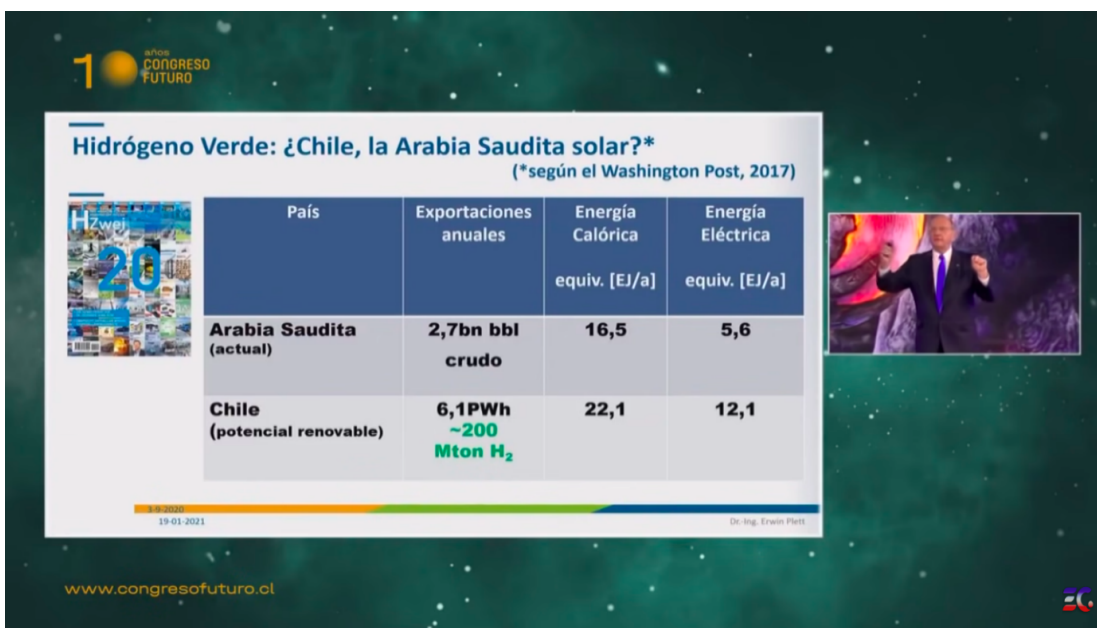 10 años
CONGRESO
FUTURO
Hidrógeno Verde: ¿Chile, la Arabia Saudita solar?*
(*según el Washington Post, 2017)
HZwei
20
País
Exportaciones
anuales
Energía
Calórica
equiv. [EJ/a]
Energía
Eléctrica
equiv. [EJ/a]
Arabia Saudita
(actual)
2,7bn bbl
crudo
16,5
5,6
Chile
(potencial renovable)
6,1PWh
~200
Mton H₂
22,1
12,1
3-9-2020
19-01-2021
Dr.-Ing. Erwin Plett
www.congresofuturo.cl